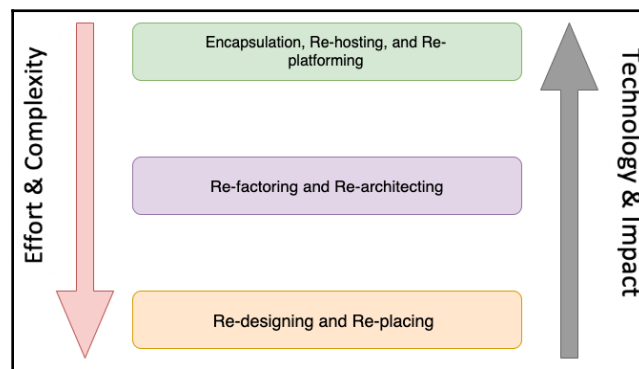 Effort & Complexity
Encapsulation, Re-hosting, and Re-
platforming
Re-factoring and Re-architecting
Re-designing and Re-placing
Technology & Impact